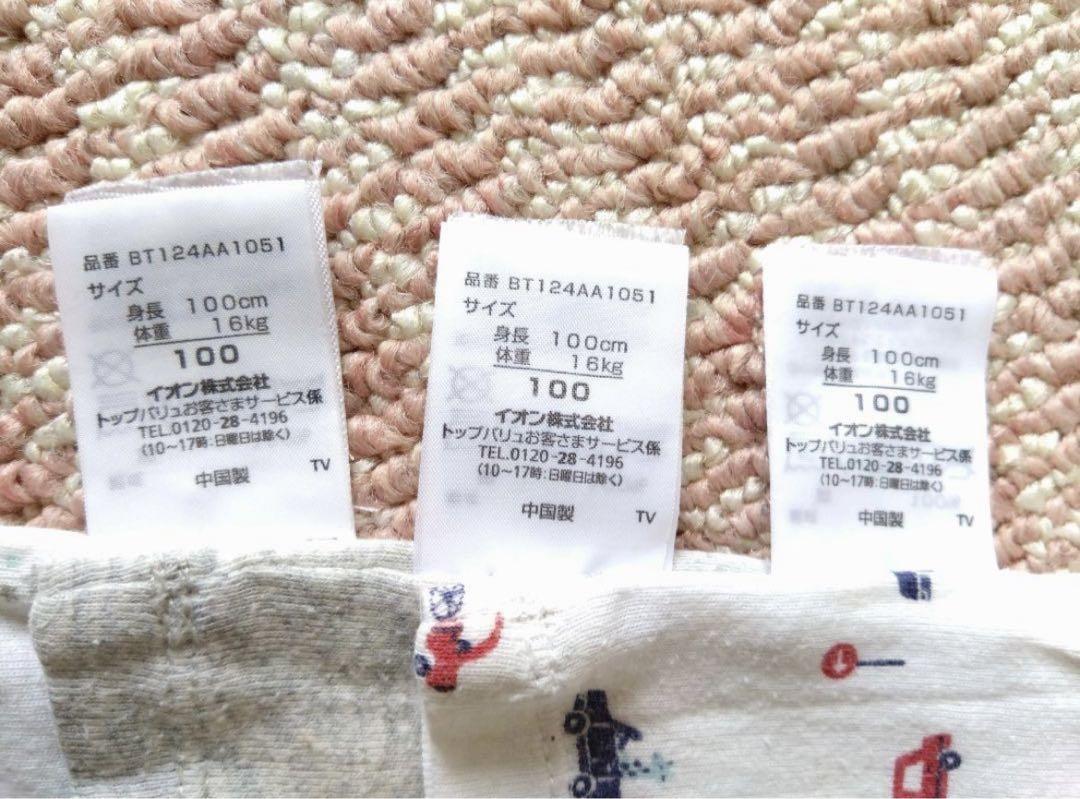 品番 BT124AA1051
サイズ
身長 100cm
体重 16kg
100
イオン株式会社
トップバリュお客さまサービス係
TEL.0120-28-4196
(10～17時:日曜日は除く)
中国製 TV
品番 BT124AA1051
サイズ
身長 100cm
体重 16kg
100
イオン株式会社
トップバリュお客さまサービス係
TEL.0120-28-4196
(10～17時:日曜日は除く)
中国製 TV
品番 BT124AA1051
サイズ
身長 100cm
体重 16kg
100
イオン株式会社
トップバリュお客さまサービス係
TEL.0120-28-4196
(10～17時:日曜日は除く)
中国製 TV